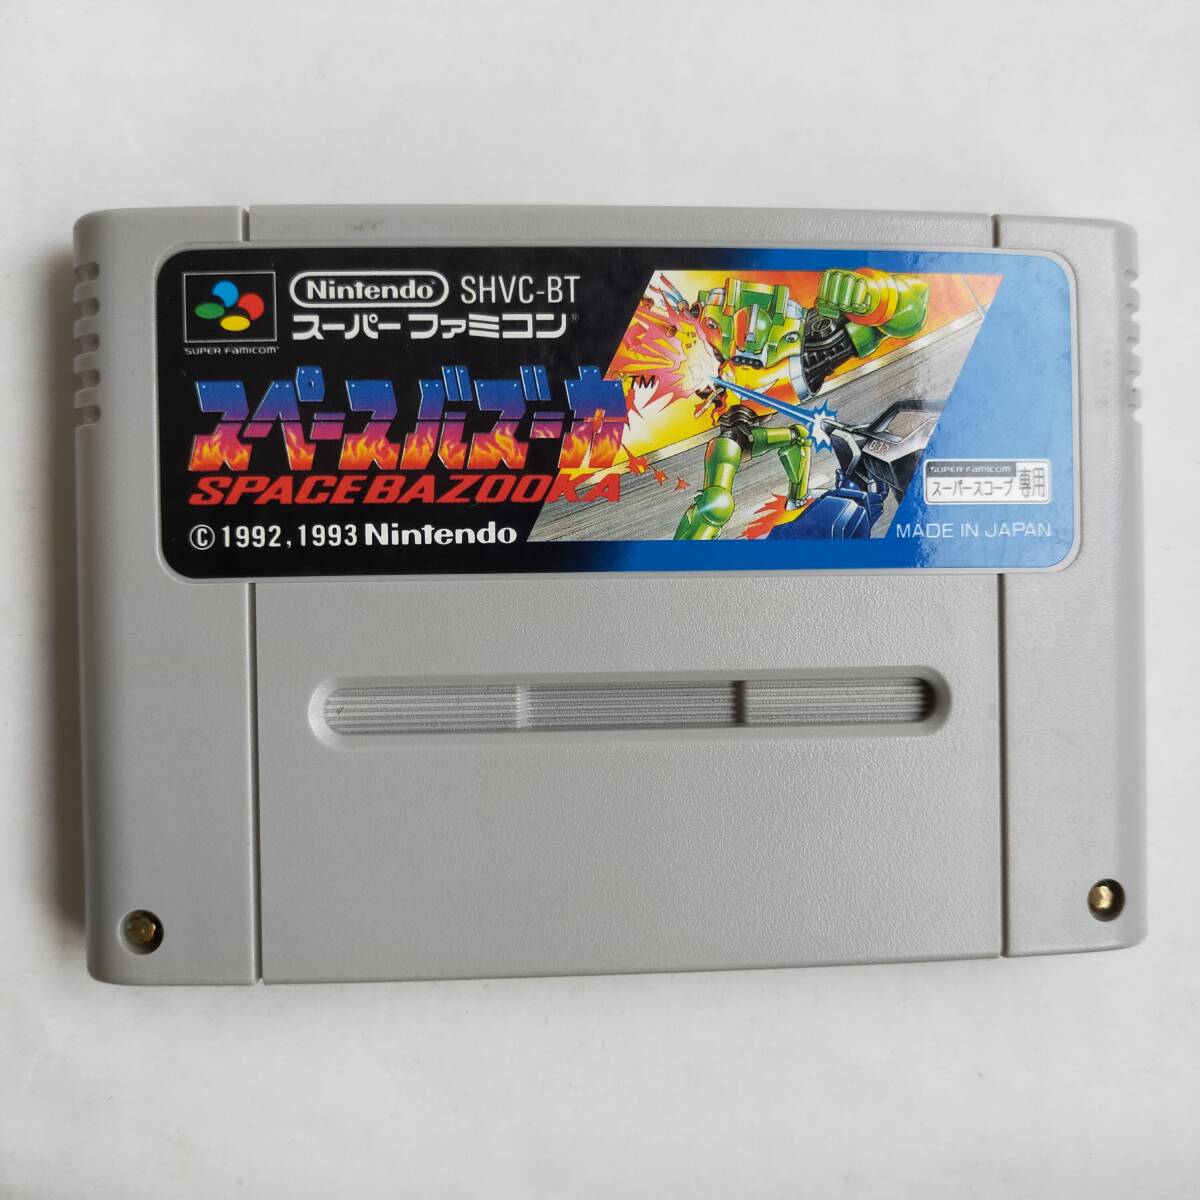 Nintendo SHVC-BT
スーパーファミコン
SUPER FAMICOM
スペースバズーカ TM
SPACE BAZOOKA
© 1992, 1993 Nintendo
032
SUPER FAMICOM
スーパースコープ 専用
MADE IN JAPAN